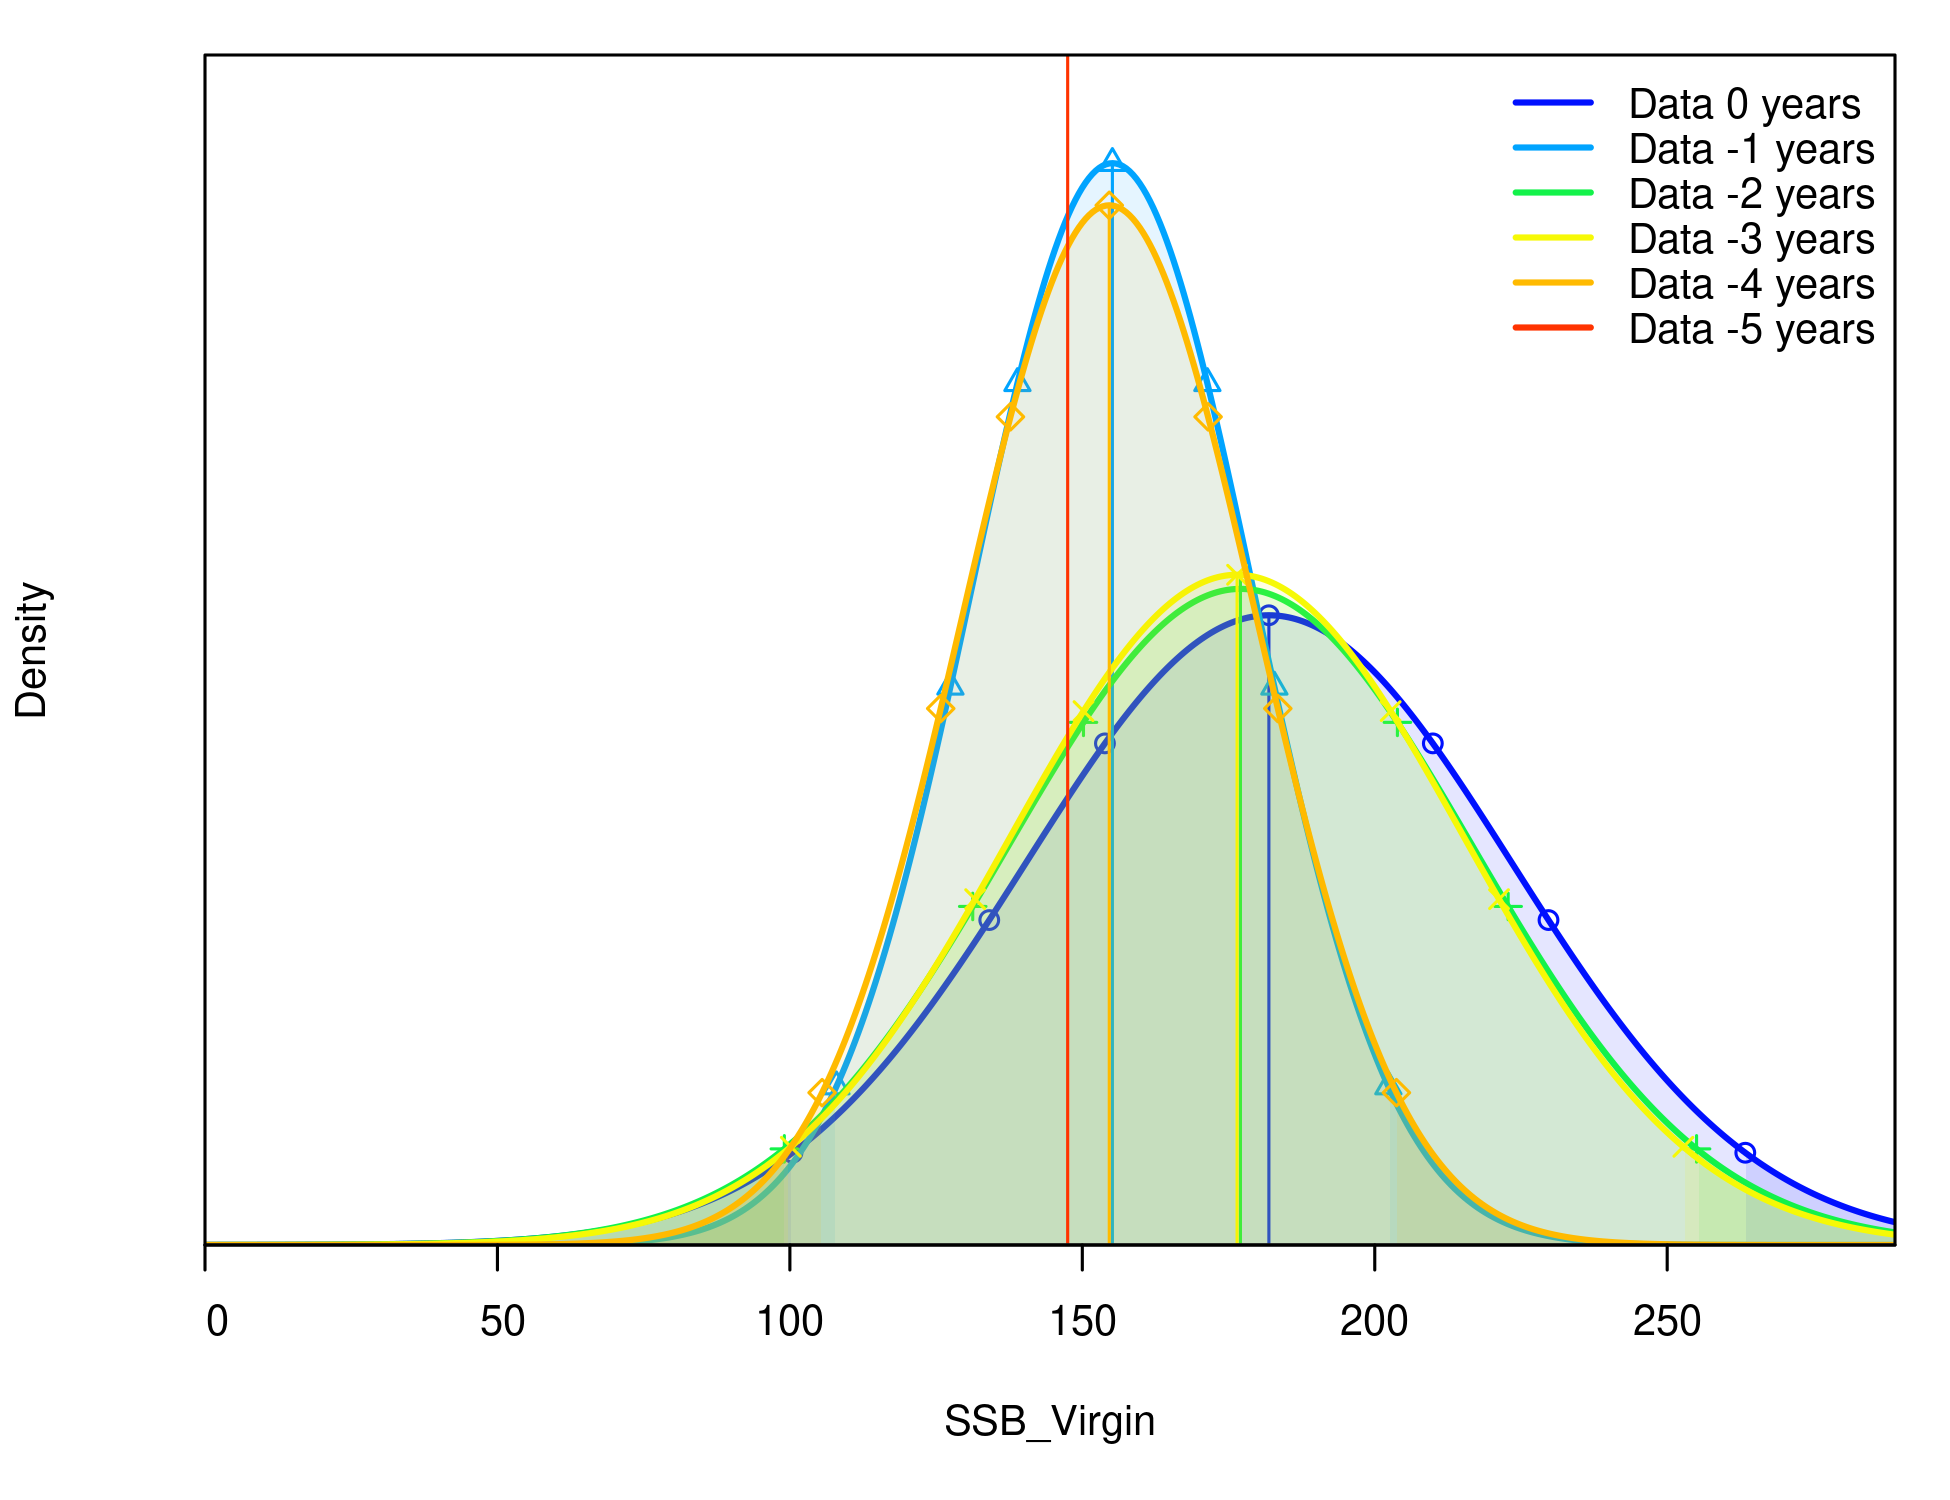 Data 0 years
Data -1 years
Data -2 years
Data -3 years
Data -4 years
Data -5 years
Density
0 50 100 150 200 250
SSB_Virgin